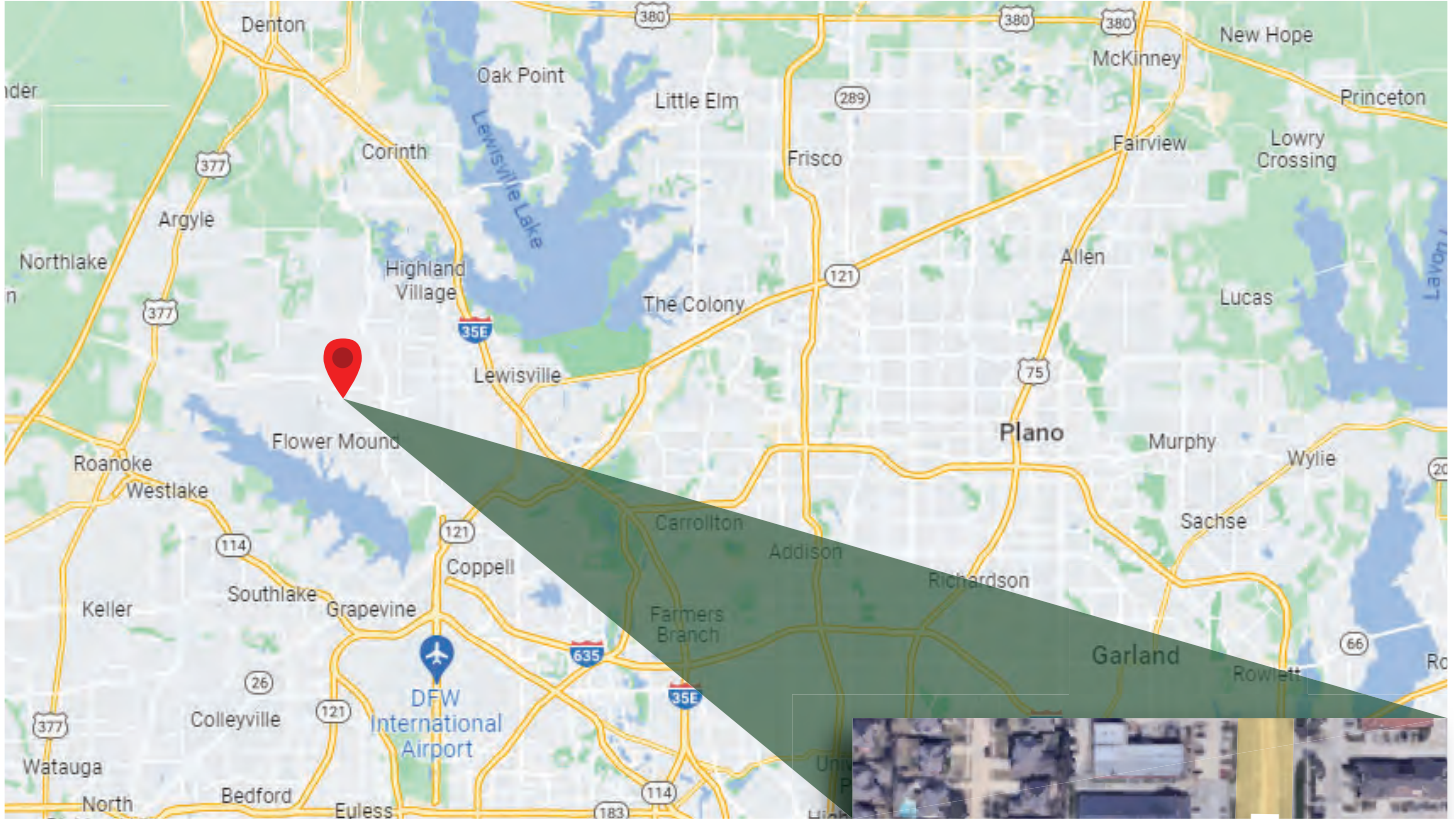 Denton
380
380
380
New Hope
McKinney
Oak Point
Little Elm
289
Princeton
Lewisville Lake
377
Corinth
Frisco
Fairview
Lowry
Crossing
Argyle
Northlake
Highland
Village
121
Allen
377
The Colony
Lucas
35E
Lewisville
75
Flower Mound
Plano
Murphy
Wylie
Roanoke
Westlake
121
Carrollton
Sachse
114
Addison
Coppell
Richardson
Southlake
Keller
Grapevine
Farmers
Branch
66
635
Garland
Rowlett
26
35E
DFW
International
Airport
121
Colleyville
377
Watauga
114
Bedford
North
Euless
183